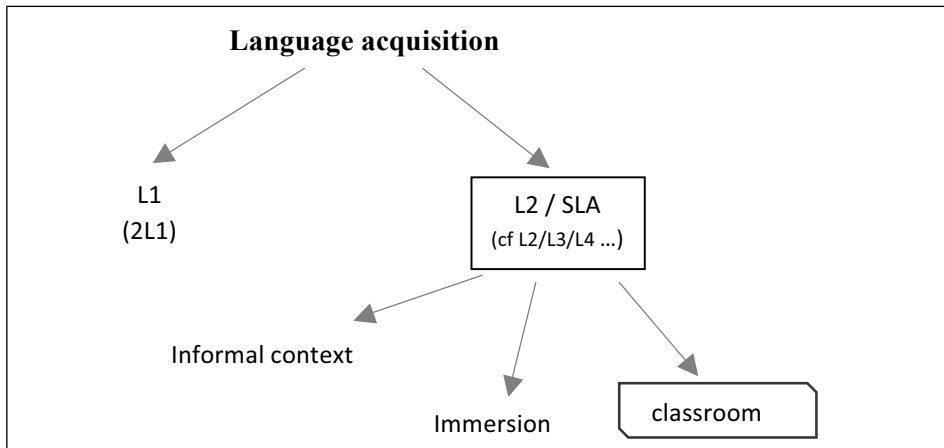 Language acquisition
L1
(2L1)
L2 / SLA
(cf L2/L3/L4 ...)
Informal context
Immersion
classroom